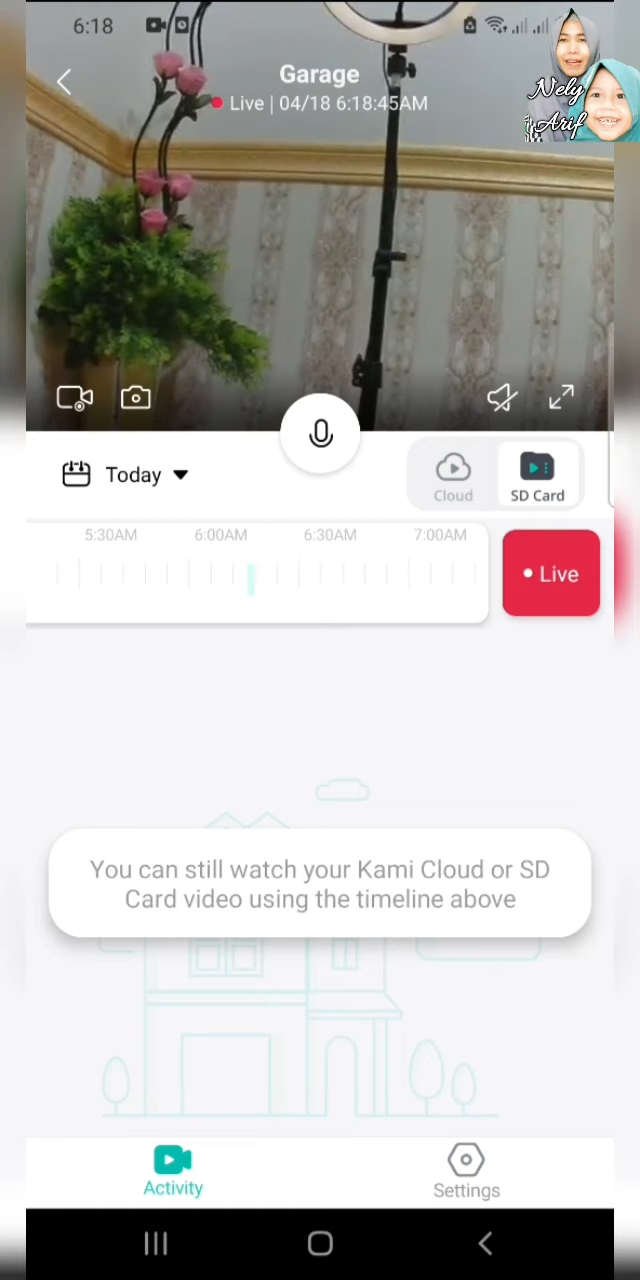 6:18
Garage
Live | 04/18 6:18:45AM
Nely
Arif
Today
Cloud
SD Card
5:30AM 6:00AM 6:30AM 7:00AM
Live
You can still watch your Kami Cloud or SD
Card video using the timeline above
Activity
Settings